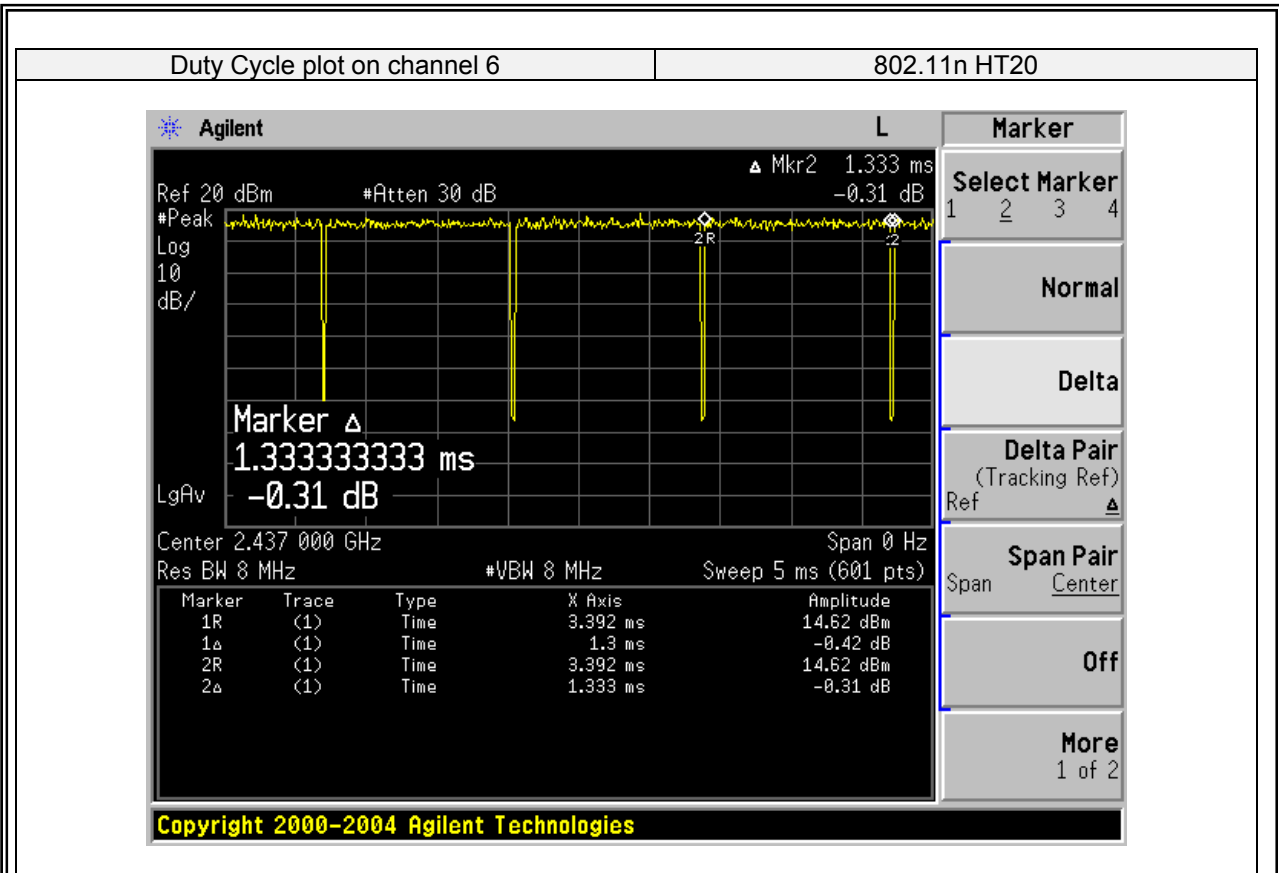 Duty Cycle plot on channel 6 802.11n HT20
Agilent L Marker
Δ Mkr2 1.333 ms
Ref 20 dBm #Atten 30 dB -0.31 dB
Select Marker
1 2 3 4
#Peak
Log
10
dB/
2R
:2
Normal
Delta
Marker Δ
1.333333333 ms
-0.31 dB
LgAv
Delta Pair
(Tracking Ref)
Ref Δ
Center 2.437 000 GHz Span 0 Hz
Res BW 8 MHz #VBW 8 MHz Sweep 5 ms (601 pts)
Span Pair
Span Center
Marker Trace Type X Axis Amplitude
1R (1) Time 3.392 ms 14.62 dBm
1Δ (1) Time 1.3 ms -0.42 dB
2R (1) Time 3.392 ms 14.62 dBm
2Δ (1) Time 1.333 ms -0.31 dB
Off
More
1 of 2
Copyright 2000-2004 Agilent Technologies